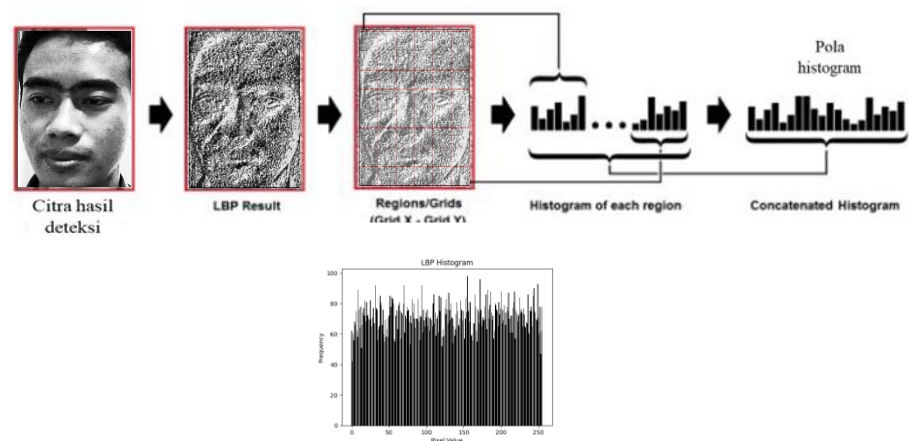 Pola
histogram
Citra hasil
deteksi
LBP Result
Regions/Grids
(Grid X - Grid Y)
Histogram of each region
Concatenated Histogram
LBP Histogram
100
80
60
40
20
0
Frequency
0 50 100 150 200 250
Pixel Value